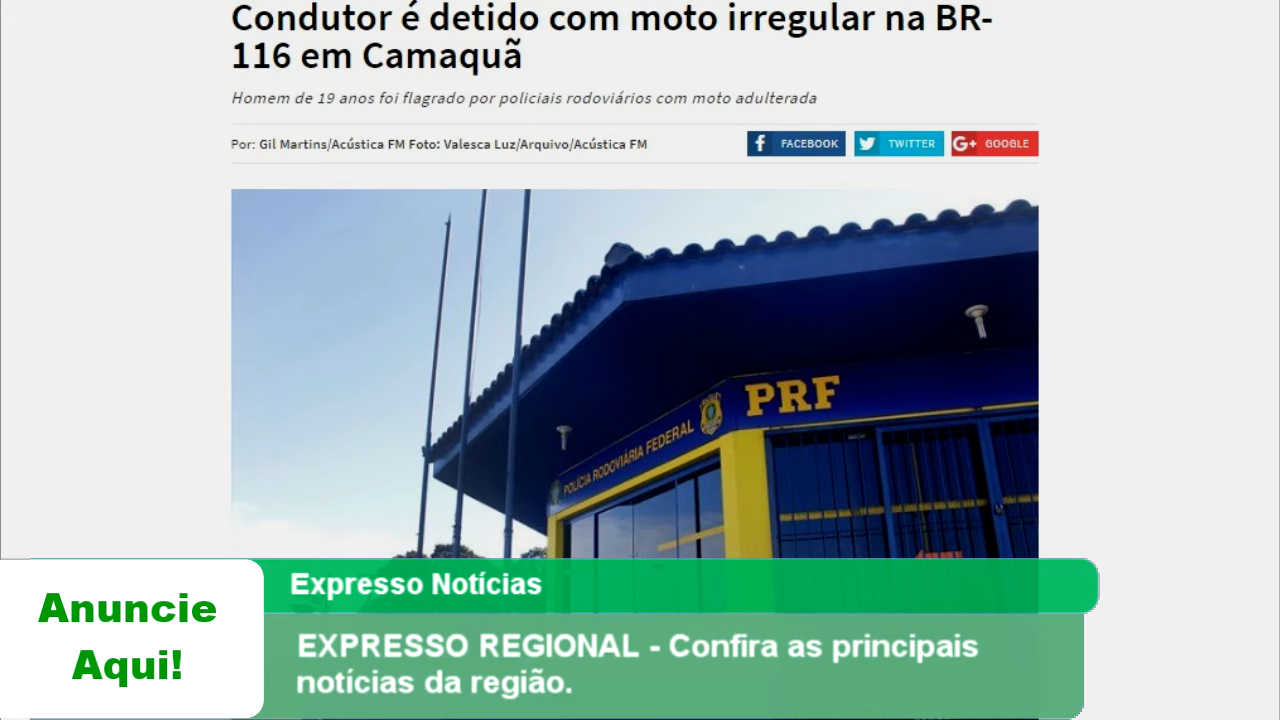 Condutor é detido com moto irregular na BR-
116 em Camaquã
Homem de 19 anos foi flagrado por policiais rodoviários com moto adulterada
Por: Gil Martins/Acústica FM Foto: Valesca Luz/Arquivo/Acústica FM
FACEBOOK
TWITTER
GOOGLE
PRF
POLÍCIA RODOVIÁRIA FEDERAL
Expresso Notícias
Anuncie
Aqui!
EXPRESSO REGIONAL - Confira as principais
notícias da região.